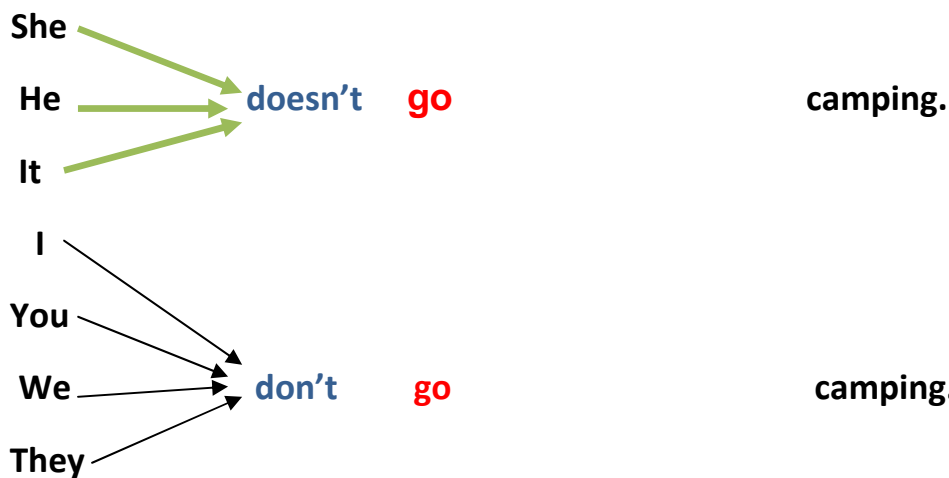 She
He doesn’t go camping.
It
I
You
We don’t go camping.
They